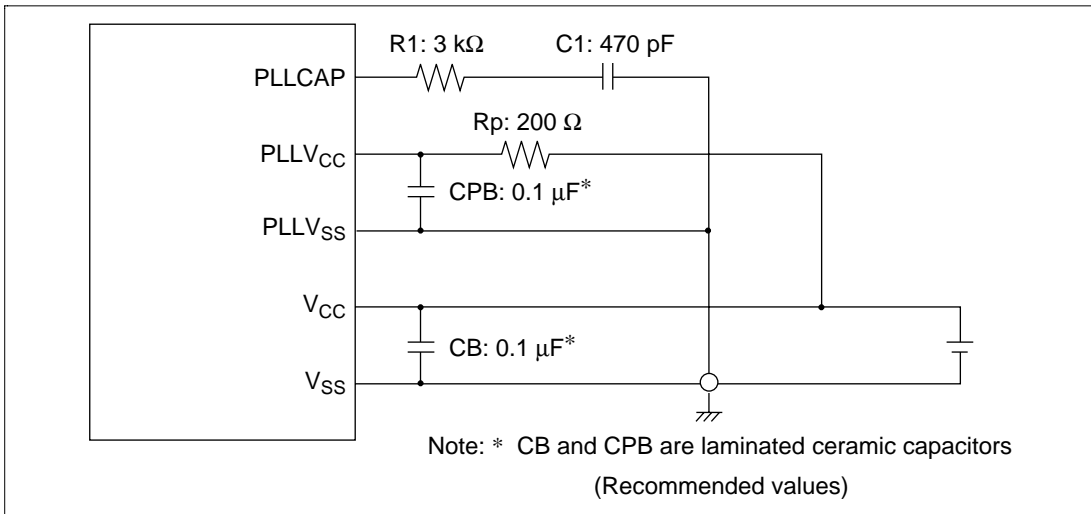 R1: 3 kΩ
C1: 470 pF
PLLCAP
Rp: 200 Ω
PLLVCC
CPB: 0.1 μF*
PLLVSS
VCC
CB: 0.1 μF*
VSS
Note: * CB and CPB are laminated ceramic capacitors
(Recommended values)